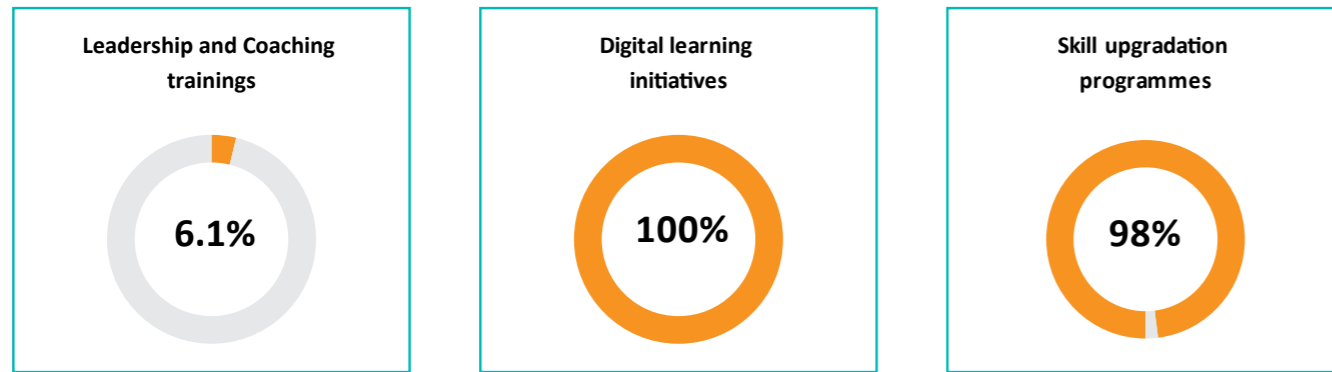 Leadership and Coaching
trainings
6.1%
Digital learning
initiatives
100%
Skill upgradation
programmes
98%